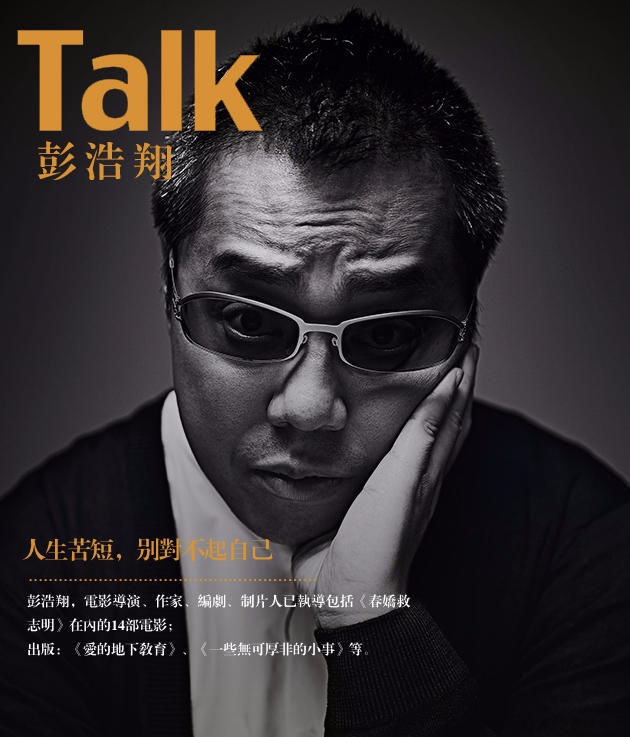 Talk
彭浩翔
人生苦短，別對不起自己
彭浩翔，電影導演、作家、編劇、制片人已執導包括《春嬌救
志明》在內的14部電影；
出版：《愛的地下教育》、《一些無可厚非的小事》等。